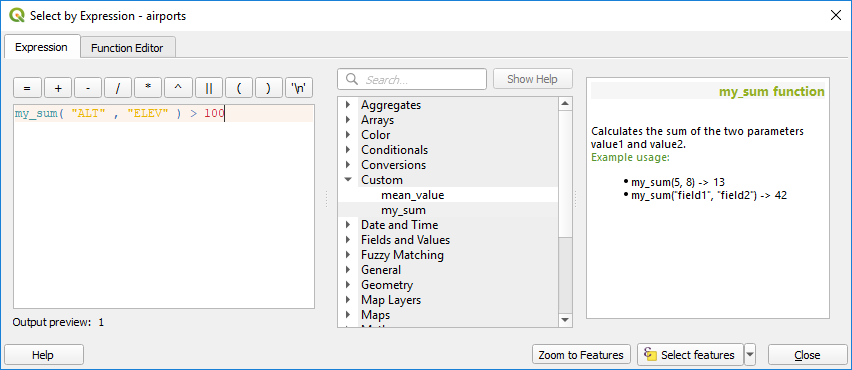 Select by Expression - airports
Expression
Function Editor
= + - / * ^ || ( ) '\n'
my_sum( "ALT" , "ELEV" ) > 100
Output preview: 1
Search...
Show Help
Aggregates
Arrays
Color
Conditionals
Conversions
Custom
mean_value
my_sum
Date and Time
Fields and Values
Fuzzy Matching
General
Geometry
Map Layers
Maps
my_sum function
Calculates the sum of the two parameters
value1 and value2.
Example usage:
• my_sum(5, 8) -> 13
• my_sum("field1", "field2") -> 42
Help
Zoom to Features
Select features
Close